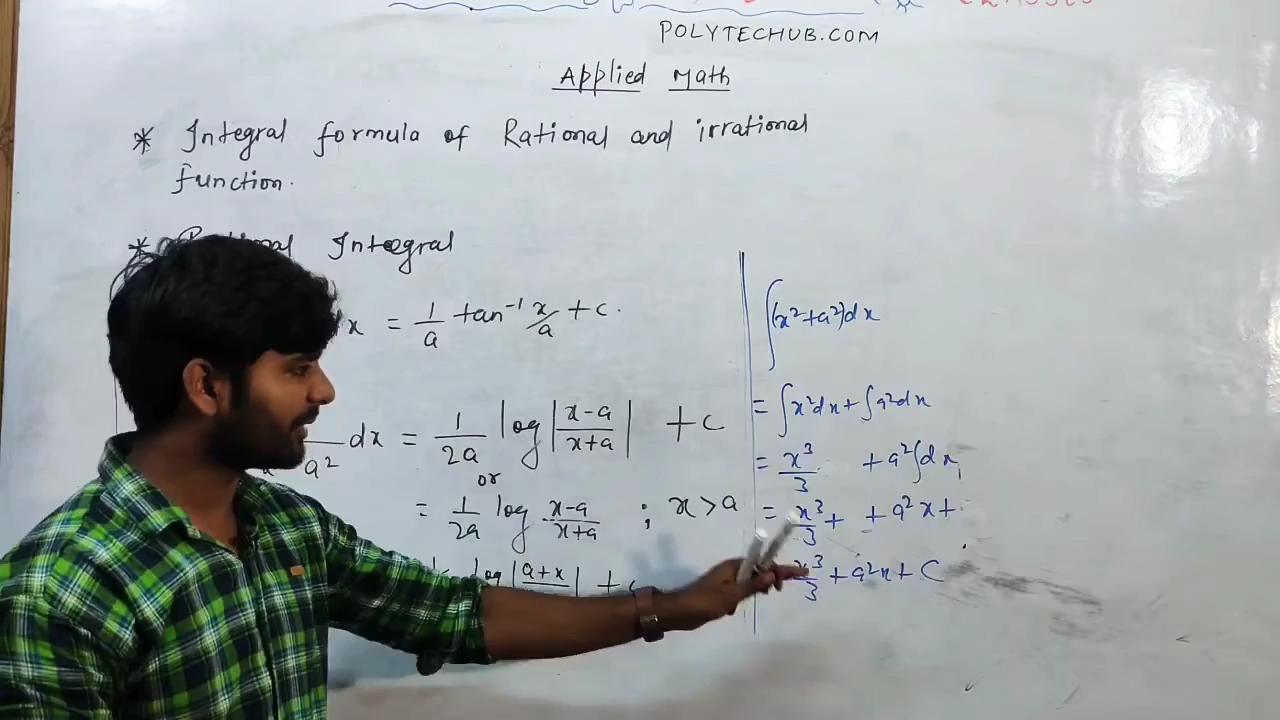 POLYTECHUB.COM
Applied Math
* Integral formula of Rational and irrational
function.
* Integral
x = 1/a tan⁻¹ x/a + c.
a² dx = 1/2a log |x-a/x+a| + c
or
= 1/2a log x-a/x+a ; x > a
log |a+x
∫(x²+a²)dx
= ∫x²dx + ∫a²dx
= x³/3 + a²∫dx
= x³/3 + + a²x +
x³/3 + a²x + C